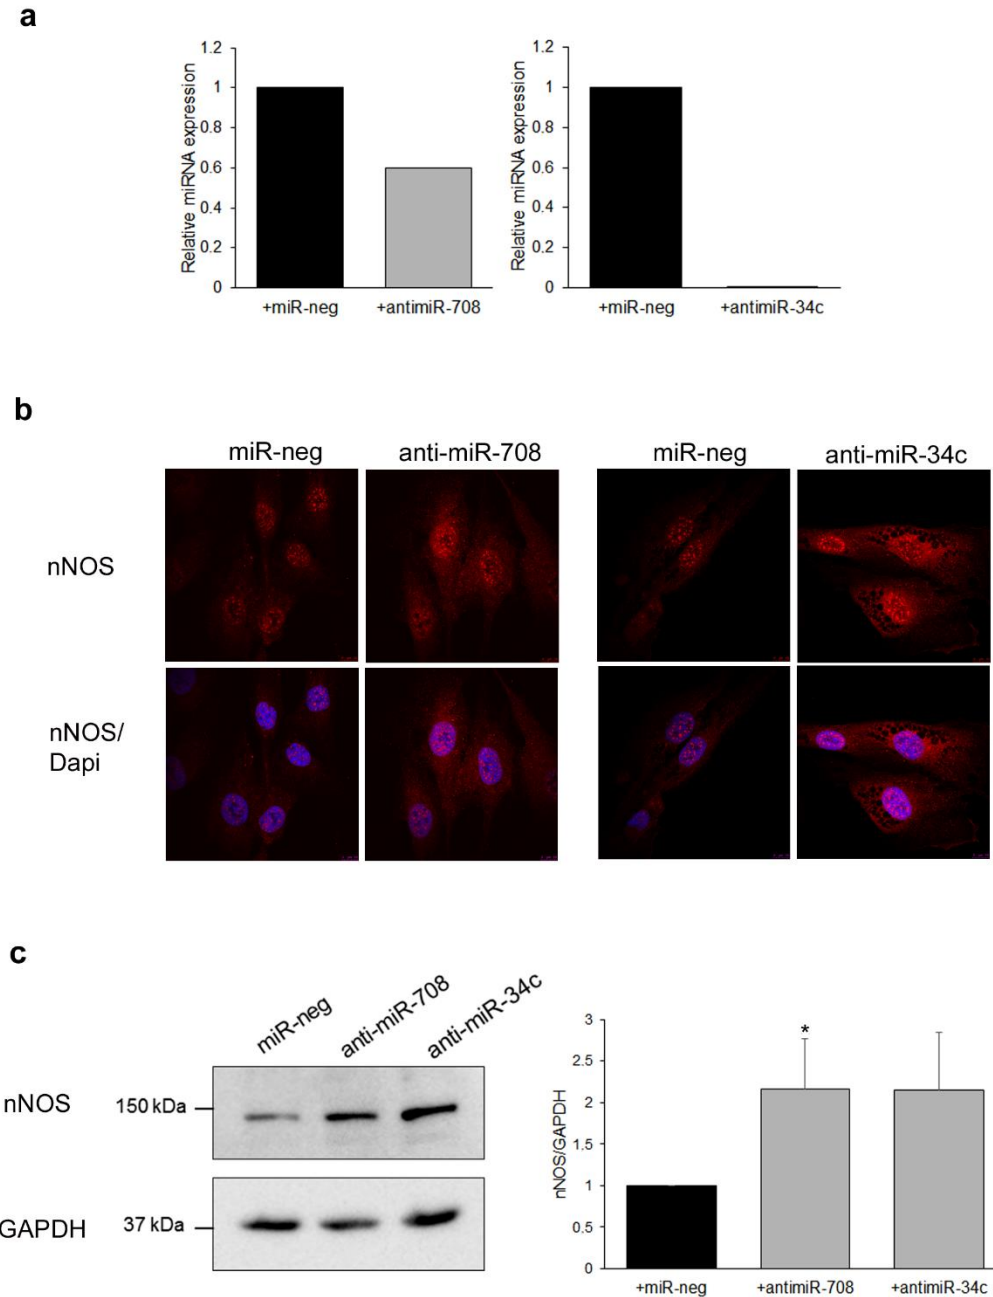 a
Relative miRNA expression
1.2
1
0.8
0.6
0.4
0.2
0
+miR-neg
+antimiR-708
Relative miRNA expression
1.2
1
0.8
0.6
0.4
0.2
0
+miR-neg
+antimiR-34c
b
miR-neg
anti-miR-708
miR-neg
anti-miR-34c
nNOS
nNOS/
Dapi
c
miR-neg
anti-miR-708
anti-miR-34c
nNOS
150 kDa
GAPDH
37 kDa
nNOS/GAPDH
3
2.5
2
1.5
1
0.5
0
*
+miR-neg
+antimiR-708
+antimiR-34c